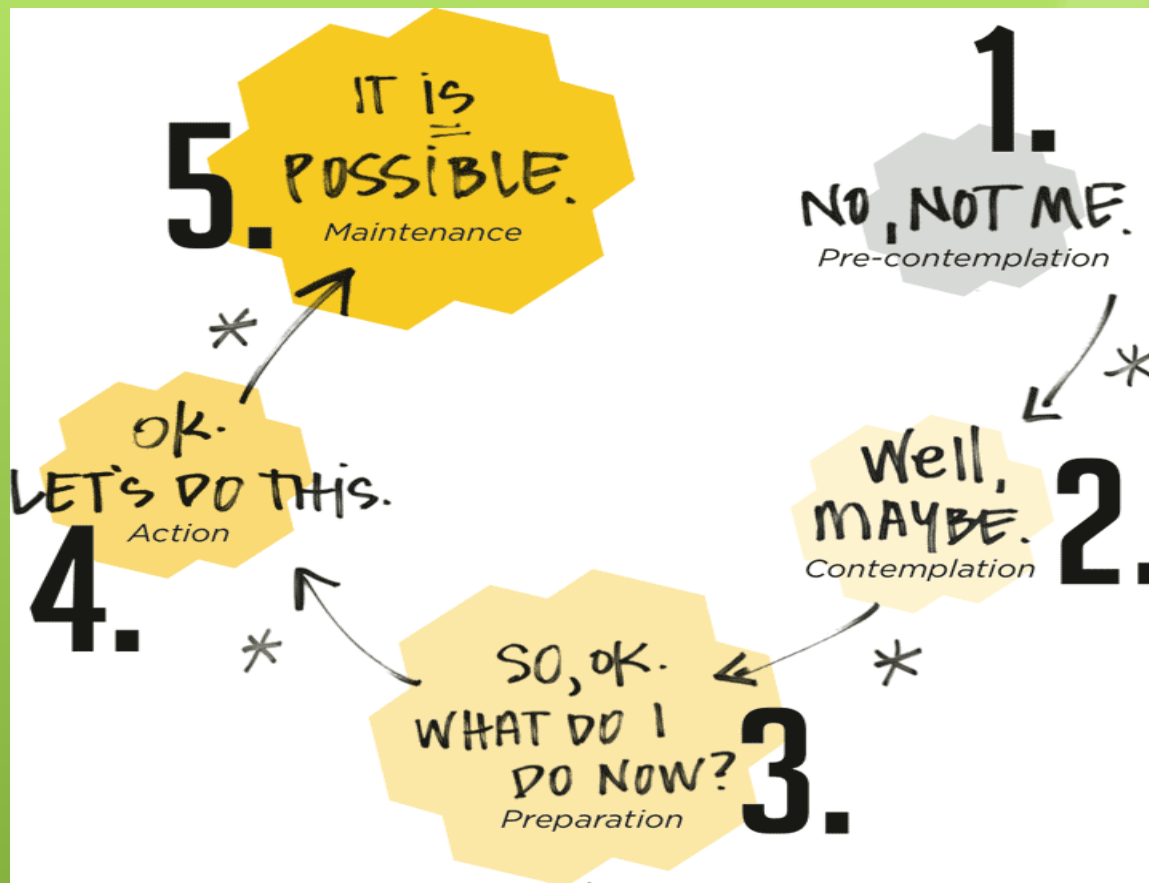 1.
NO, NOT ME.
Pre-contemplation
*
Well,
MAYBE.
Contemplation
2.
*
SO, OK.
WHAT DO I
DO NOW?
Preparation
3.
*
OK.
LET'S DO THIS.
Action
4.
*
IT is
POSSiBLE.
Maintenance
5.